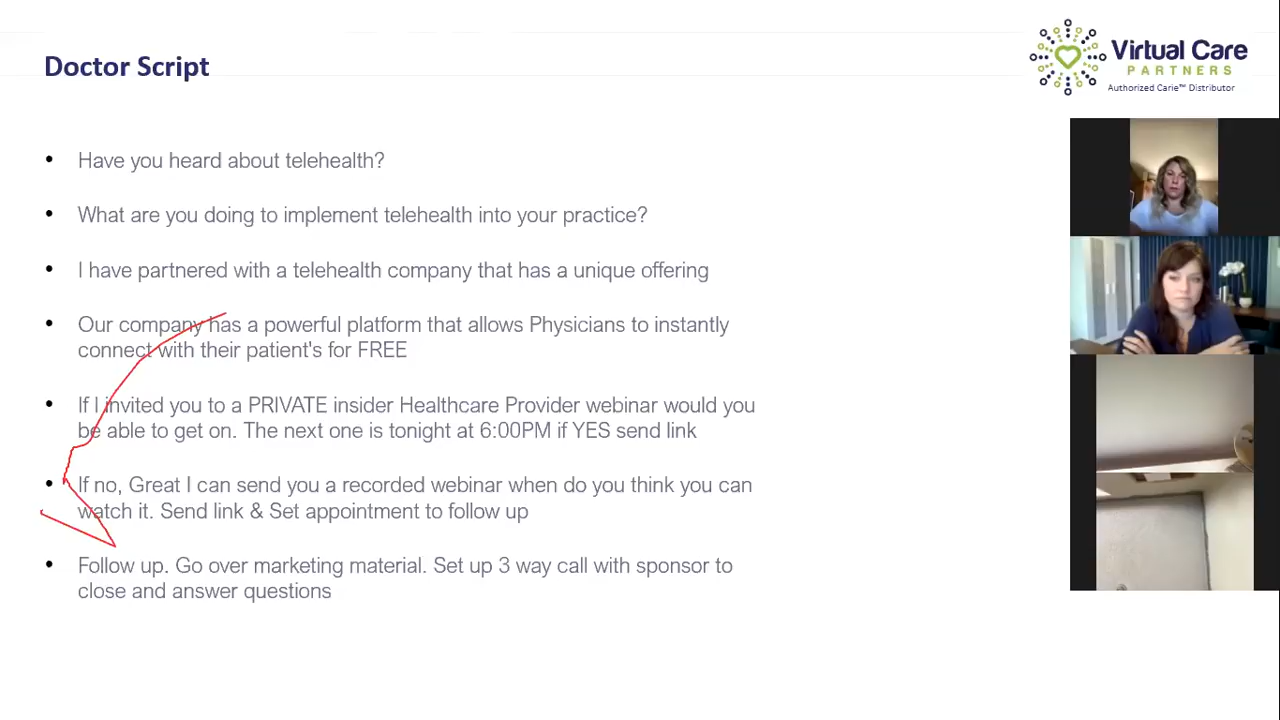 Doctor Script
Virtual Care
PARTNERS
Authorized Carie™ Distributor
• Have you heard about telehealth?
• What are you doing to implement telehealth into your practice?
• I have partnered with a telehealth company that has a unique offering
• Our company has a powerful platform that allows Physicians to instantly
connect with their patient's for FREE
• If I invited you to a PRIVATE insider Healthcare Provider webinar would you
be able to get on. The next one is tonight at 6:00PM if YES send link
• If no, Great I can send you a recorded webinar when do you think you can
watch it. Send link & Set appointment to follow up
• Follow up. Go over marketing material. Set up 3 way call with sponsor to
close and answer questions